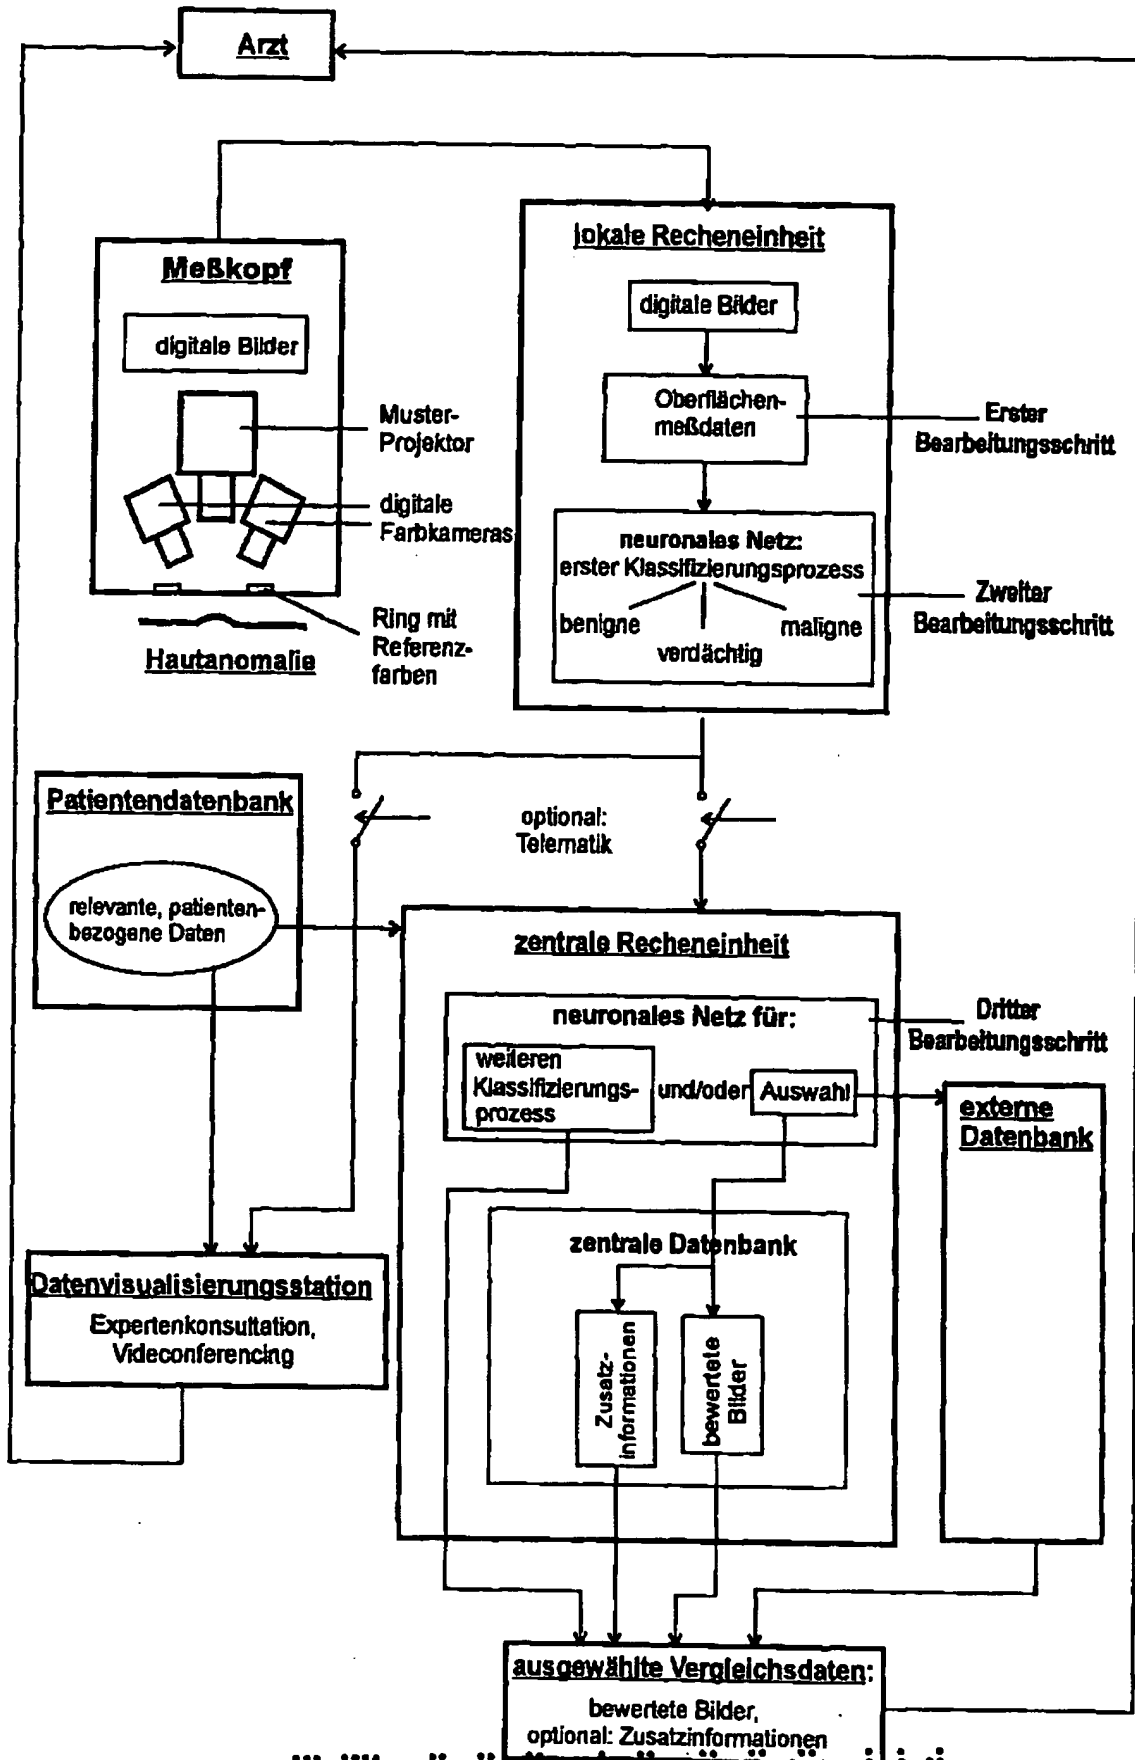 Arzt
Meßkopf
digitale Bilder
Muster-
Projektor
digitale
Farbkameras
Ring mit
Referenz-
farben
Hautanomalie
lokale Recheneinheit
digitale Bilder
Oberflächen-
meßdaten
Erster
Bearbeitungsschritt
neuronales Netz:
erster Klassifizierungsprozess
benigne
verdächtig
maligne
Zweiter
Bearbeitungsschritt
Patientendatenbank
relevante, patienten-
bezogene Daten
optional:
Telematik
zentrale Recheneinheit
neuronales Netz für:
weiteren
Klassifizierungs-
prozess
und/oder
Auswahl
Dritter
Bearbeitungsschritt
externe
Datenbank
zentrale Datenbank
Zusatz-
informationen
bewertete
Bilder
Datenvisualisierungsstation
Expertenkonsultation,
Videconferencing
ausgewählte Vergleichsdaten:
bewertete Bilder,
optional: Zusatzinformationen